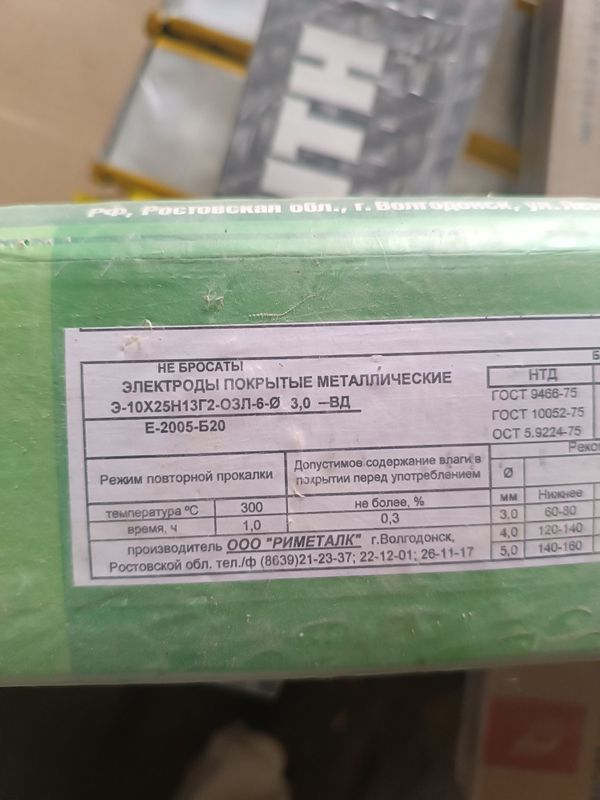 НТН
РФ, Ростовская обл., г. Волгодонск, ул.
НЕ БРОСАТЬ!
ЭЛЕКТРОДЫ ПОКРЫТЫЕ МЕТАЛЛИЧЕСКИЕ
Э-10Х25Н13Г2-ОЗЛ-6-Ø 3,0 –ВД
Е-2005-Б20
НТД
ГОСТ 9466-75
ГОСТ 10052-75
ОСТ 5.9224-75
Режим повторной прокалки
Допустимое содержание влаги в
покрытии перед употреблением
Ø
мм Нижнее
температура ºС 300 не более, %
время, ч 1,0 0,3
3,0 60-80
4,0 120-140
5,0 140-160
производитель ООО "РИМЕТАЛК" г.Волгодонск,
Ростовской обл. тел./ф (8639)21-23-37; 22-12-01; 26-11-17